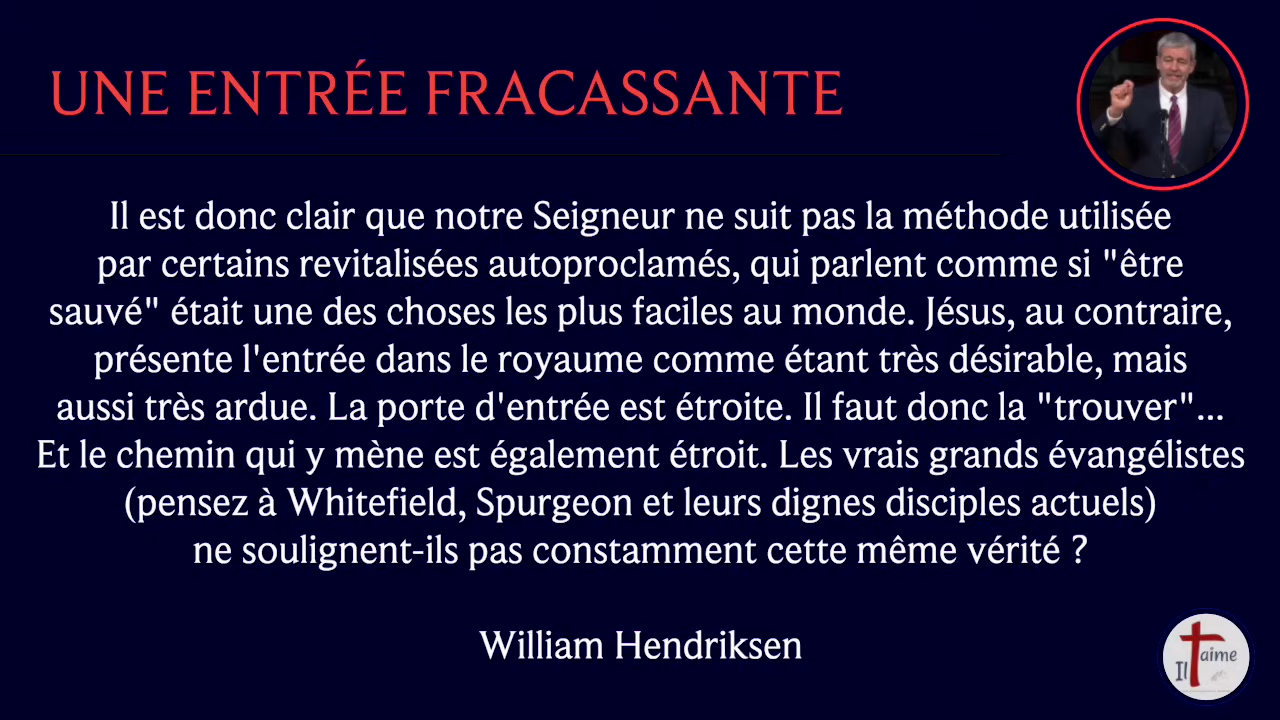 UNE ENTRÉE FRACASSANTE
Il est donc clair que notre Seigneur ne suit pas la méthode utilisée
par certains revitalisées autoproclamés, qui parlent comme si "être
sauvé" était une des choses les plus faciles au monde. Jésus, au contraire,
présente l'entrée dans le royaume comme étant très désirable, mais
aussi très ardue. La porte d'entrée est étroite. Il faut donc la "trouver"...
Et le chemin qui y mène est également étroit. Les vrais grands évangélistes
(pensez à Whitefield, Spurgeon et leurs dignes disciples actuels)
ne soulignent-ils pas constamment cette même vérité ?
William Hendriksen
Il aime